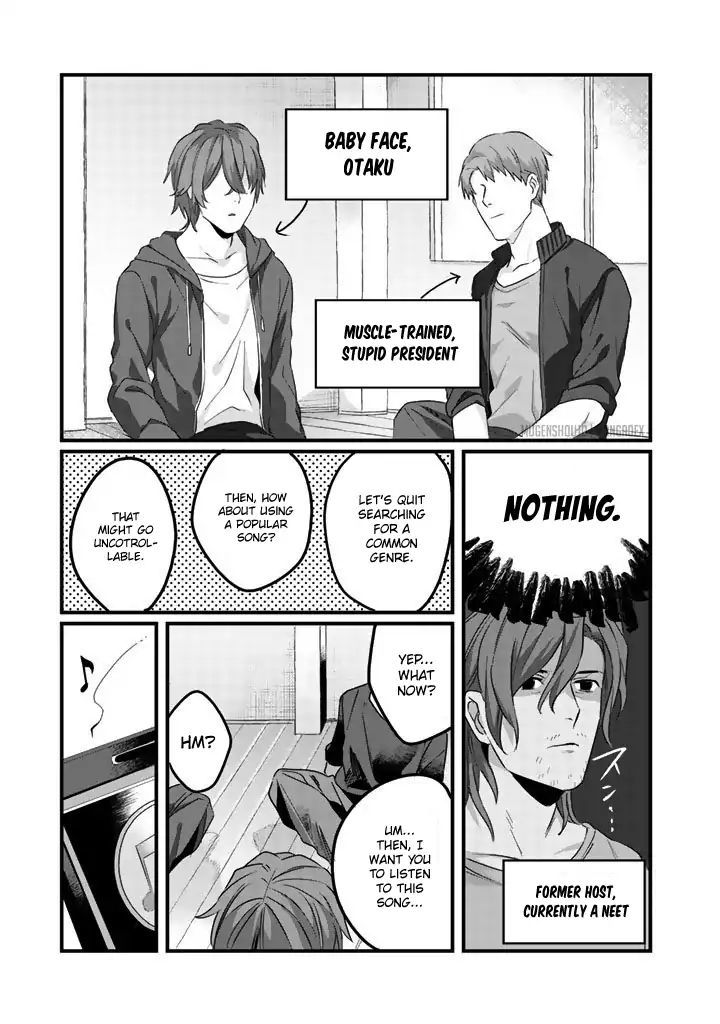 BABY FACE,
OTAKU
MUSCLE-TRAINED,
STUPID PRESIDENT
NOTHING.
スン...
FORMER HOST,
CURRENTLY A NEET
LET'S QUIT
SEARCHING
FOR A
COMMON
GENRE.
THEN, HOW
ABOUT USING
A POPULAR
SONG?
THAT
MIGHT GO
UNCOTROL-
LABLE.
YEP...
WHAT
NOW?
UM...
THEN, I
WANT YOU
TO LISTEN
TO THIS
SONG...
HM?